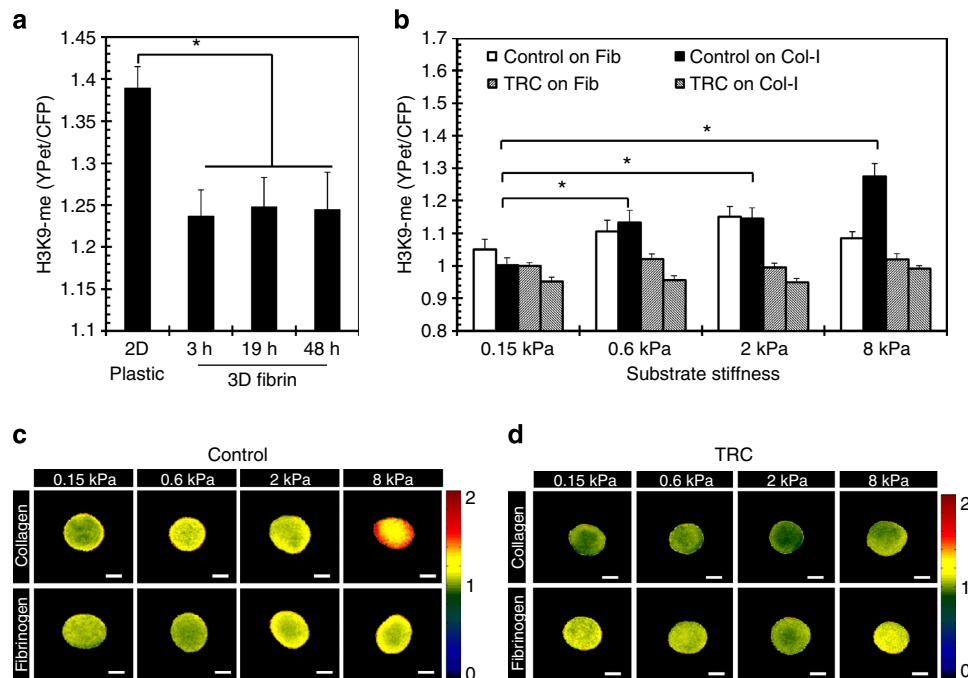 a
H3K9-me (YPet/CFP)
1.45
1.4
1.35
1.3
1.25
1.2
1.15
1.1
*
2D
3 h
19 h
48 h
Plastic
3D fibrin
b
H3K9-me (YPet/CFP)
1.7
1.6
1.5
1.4
1.3
1.2
1.1
1
0.9
0.8
Control on Fib
Control on Col-I
TRC on Fib
TRC on Col-I
*
*
*
0.15 kPa
0.6 kPa
2 kPa
8 kPa
Substrate stiffness
c
Control
0.15 kPa
0.6 kPa
2 kPa
8 kPa
Collagen
Fibrinogen
2
1
0
d
TRC
0.15 kPa
0.6 kPa
2 kPa
8 kPa
Collagen
Fibrinogen
2
1
0